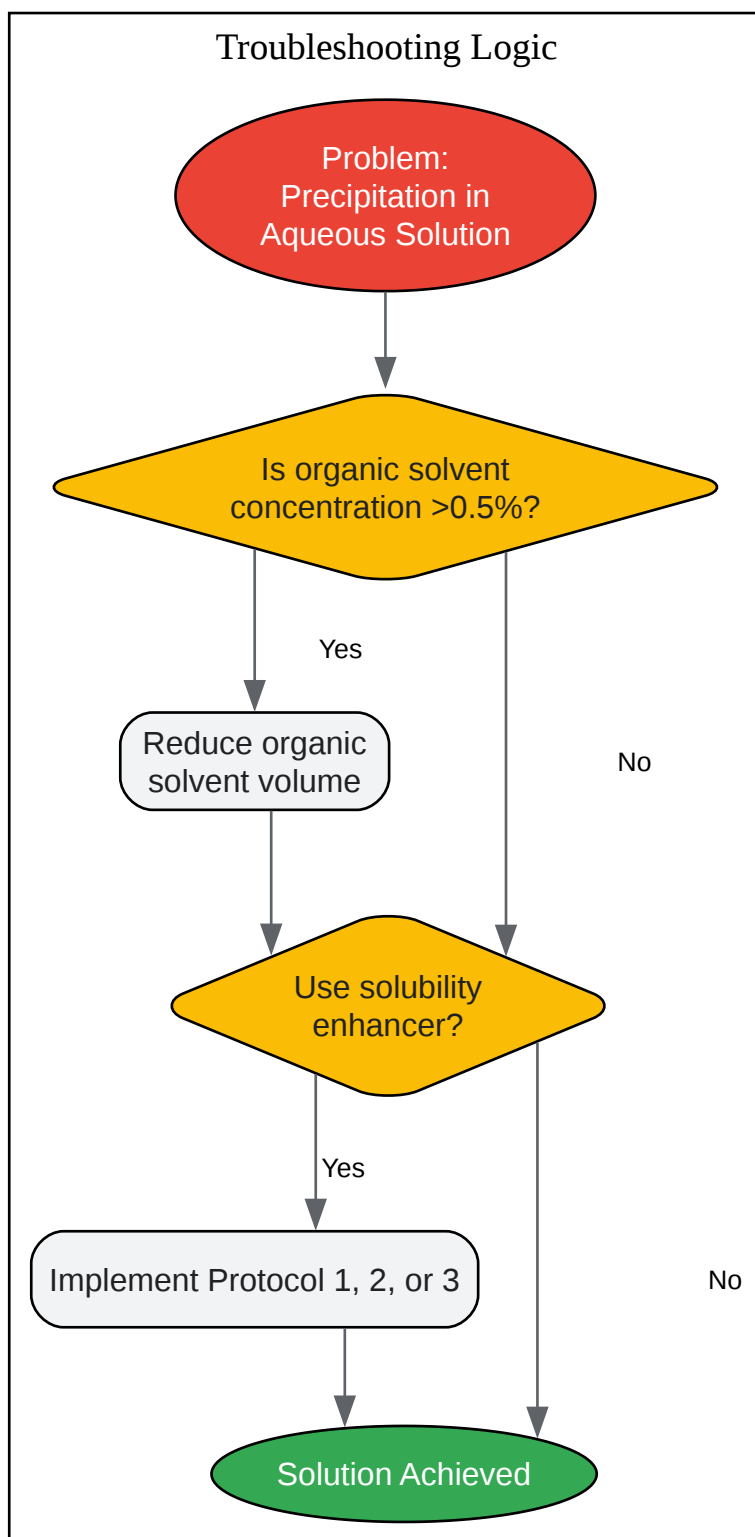 Troubleshooting Logic
Problem:
Precipitation in
Aqueous Solution
Is organic solvent
concentration >0.5%?
Yes
Reduce organic
solvent volume
No
Use solubility
enhancer?
Yes
Implement Protocol 1, 2, or 3
No
Solution Achieved